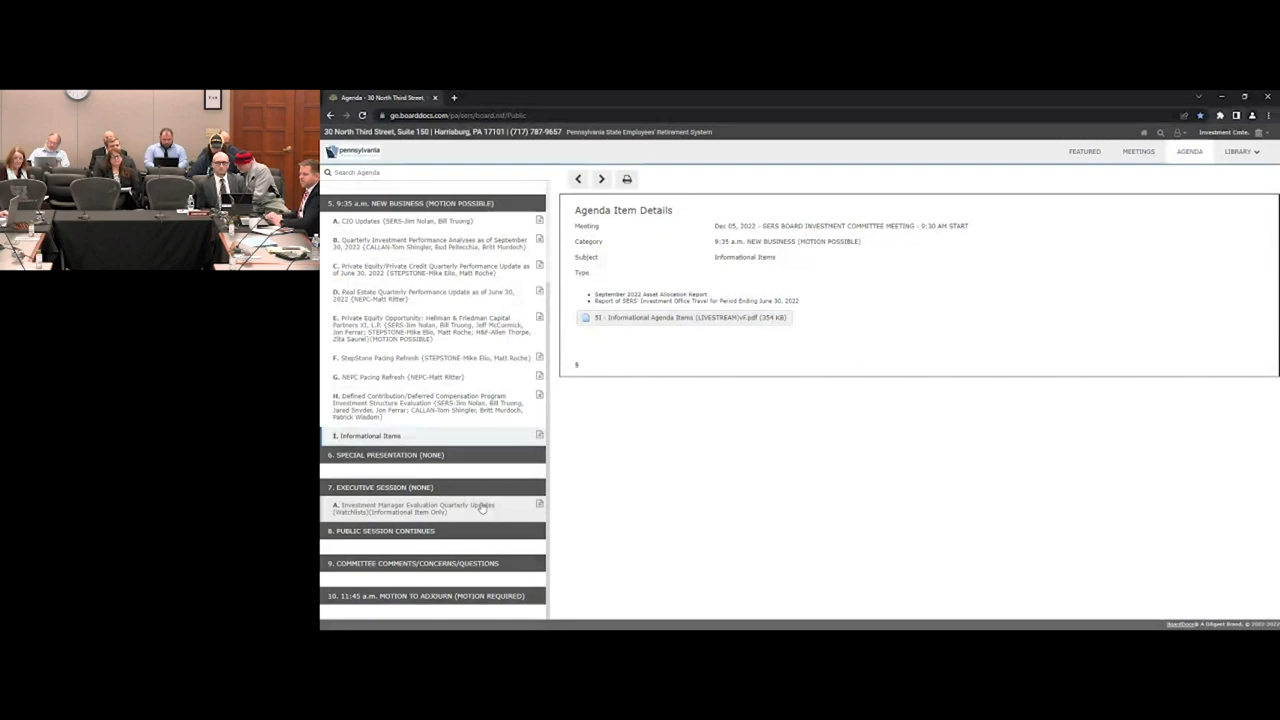 Agenda - 30 North Third Street,
go.boarddocs.com/pa/sers/board.nsf/Public
30 North Third Street, Suite 150 | Harrisburg, PA 17101 | (717) 787-9657 Pennsylvania State Employees' Retirement System
Investment Cmte.
pennsylvania
FEATURED MEETINGS AGENDA LIBRARY
Search Agenda
5. 9:35 a.m. NEW BUSINESS (MOTION POSSIBLE)
A. CIO Updates (SERS-Jim Nolan, Bill Truong)
B. Quarterly Investment Performance Analyses as of September
30, 2022 (CALLAN-Tom Shingler, Bud Pellecchia, Britt Murdoch)
C. Private Equity/Private Credit Quarterly Performance Update as
of June 30, 2022 (STEPSTONE-Mike Elio, Matt Roche)
D. Real Estate Quarterly Performance Update as of June 30,
2022 (NEPC-Matt Ritter)
E. Private Equity Opportunity: Hellman & Friedman Capital
Partners XI, L.P. (SERS-Jim Nolan, Bill Truong, Jeff McCormick,
Jon Ferrar; STEPSTONE-Mike Elio, Matt Roche; H&F-Allen Thorpe,
Zita Saurel)(MOTION POSSIBLE)
F. StepStone Pacing Refresh (STEPSTONE-Mike Elio, Matt Roche)
G. NEPC Pacing Refresh (NEPC-Matt Ritter)
H. Defined Contribution/Deferred Compensation Program
Investment Structure Evaluation (SERS-Jim Nolan, Bill Truong,
Jared Snyder, Jon Ferrar; CALLAN-Tom Shingler, Britt Murdoch,
Patrick Wisdom)
I. Informational Items
6. SPECIAL PRESENTATION (NONE)
7. EXECUTIVE SESSION (NONE)
A. Investment Manager Evaluation Quarterly Updates
(Watchlists)(Informational Item Only)
8. PUBLIC SESSION CONTINUES
9. COMMITTEE COMMENTS/CONCERNS/QUESTIONS
10. 11:45 a.m. MOTION TO ADJOURN (MOTION REQUIRED)
Agenda Item Details
Meeting Dec 05, 2022 - SERS BOARD INVESTMENT COMMITTEE MEETING - 9:30 AM START
Category 9:35 a.m. NEW BUSINESS (MOTION POSSIBLE)
Subject Informational Items
Type
September 2022 Asset Allocation Report
Report of SERS' Investment Office Travel for Period Ending June 30, 2022
5I - Informational Agenda Items (LIVESTREAM)vF.pdf (354 KB)
§
BoardDocs® A Diligent Brand, © 2002-2022